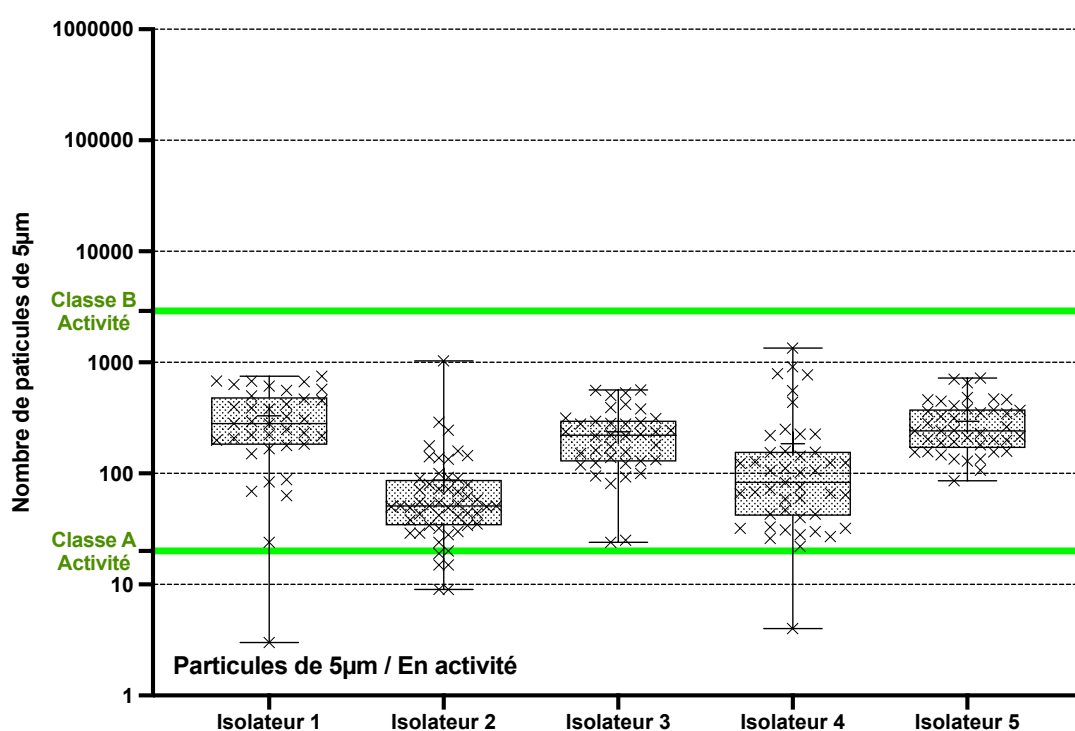 1000000
100000
10000
Classe B
Activité
1000
100
Classe A
Activité
10
1
Nombre de paticules de 5µm
Particules de 5µm / En activité
Isolateur 1
Isolateur 2
Isolateur 3
Isolateur 4
Isolateur 5